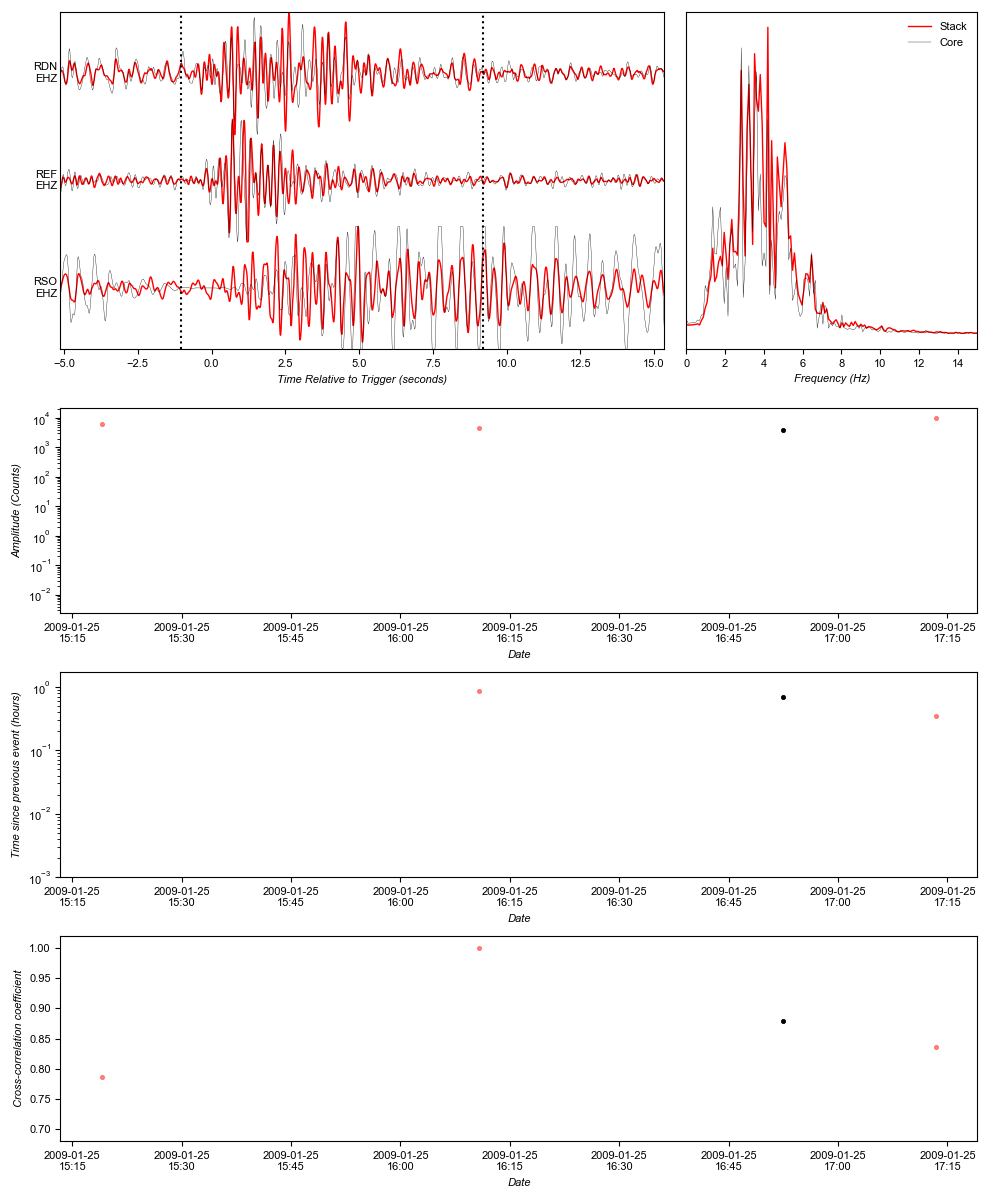 RDN
EHZ
REF
EHZ
RSO
EHZ
−5.0 −2.5 0.0 2.5 5.0 7.5 10.0 12.5 15.0
Time Relative to Trigger (seconds)
Stack
Core
0 2 4 6 8 10 12 14
Frequency (Hz)
Amplitude (Counts)
10⁴
10³
10²
10¹
10⁰
10⁻¹
10⁻²
2009-01-25 2009-01-25 2009-01-25 2009-01-25 2009-01-25 2009-01-25 2009-01-25 2009-01-25 2009-01-25
15:15 15:30 15:45 16:00 16:15 16:30 16:45 17:00 17:15
Date
Time since previous event (hours)
10⁰
10⁻¹
10⁻²
10⁻³
2009-01-25 2009-01-25 2009-01-25 2009-01-25 2009-01-25 2009-01-25 2009-01-25 2009-01-25 2009-01-25
15:15 15:30 15:45 16:00 16:15 16:30 16:45 17:00 17:15
Date
Cross-correlation coefficient
1.00
0.95
0.90
0.85
0.80
0.75
0.70
2009-01-25 2009-01-25 2009-01-25 2009-01-25 2009-01-25 2009-01-25 2009-01-25 2009-01-25 2009-01-25
15:15 15:30 15:45 16:00 16:15 16:30 16:45 17:00 17:15
Date